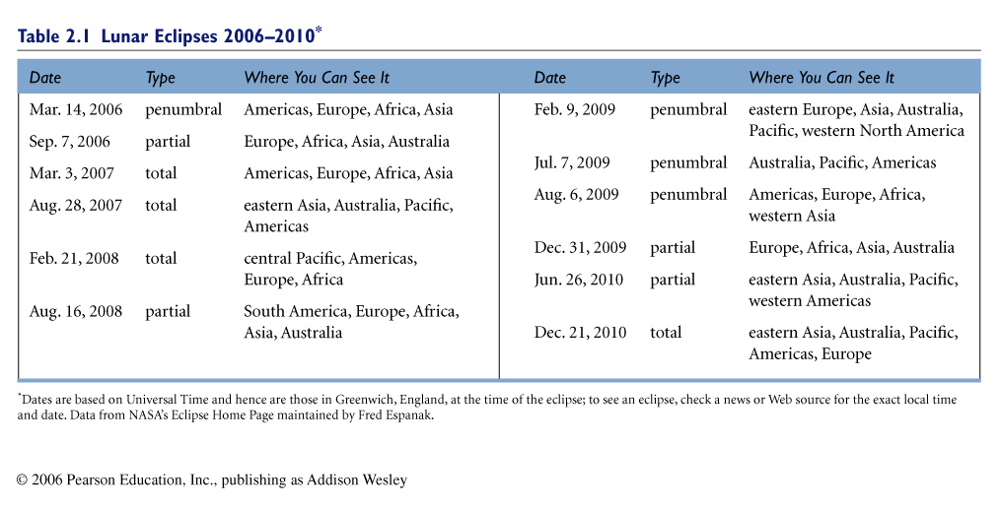 Table 2.1 Lunar Eclipses 2006–2010*
Date Type Where You Can See It
Mar. 14, 2006 penumbral Americas, Europe, Africa, Asia
Sep. 7, 2006 partial Europe, Africa, Asia, Australia
Mar. 3, 2007 total Americas, Europe, Africa, Asia
Aug. 28, 2007 total eastern Asia, Australia, Pacific,
Americas
Feb. 21, 2008 total central Pacific, Americas,
Europe, Africa
Aug. 16, 2008 partial South America, Europe, Africa,
Asia, Australia
Date Type Where You Can See It
Feb. 9, 2009 penumbral eastern Europe, Asia, Australia,
Pacific, western North America
Jul. 7, 2009 penumbral Australia, Pacific, Americas
Aug. 6, 2009 penumbral Americas, Europe, Africa,
western Asia
Dec. 31, 2009 partial Europe, Africa, Asia, Australia
Jun. 26, 2010 partial eastern Asia, Australia, Pacific,
western Americas
Dec. 21, 2010 total eastern Asia, Australia, Pacific,
Americas, Europe
*Dates are based on Universal Time and hence are those in Greenwich, England, at the time of the eclipse; to see an eclipse, check a news or Web source for the exact local time
and date. Data from NASA's Eclipse Home Page maintained by Fred Espanak.
© 2006 Pearson Education, Inc., publishing as Addison Wesley